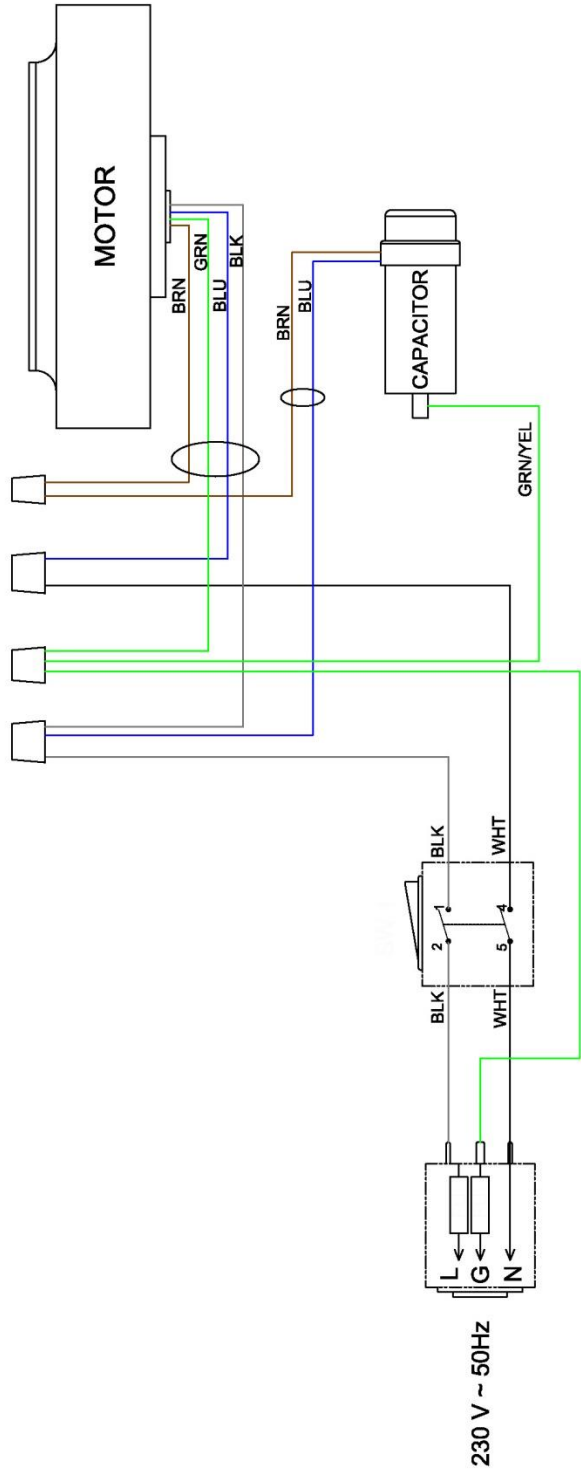 MOTOR
BRN
GRN
BLU
BLK
BRN
BLU
CAPACITOR
GRN/YEL
BLK
WHT
2
1
5
4
BLK
WHT
L
G
N
230 V ~ 50Hz